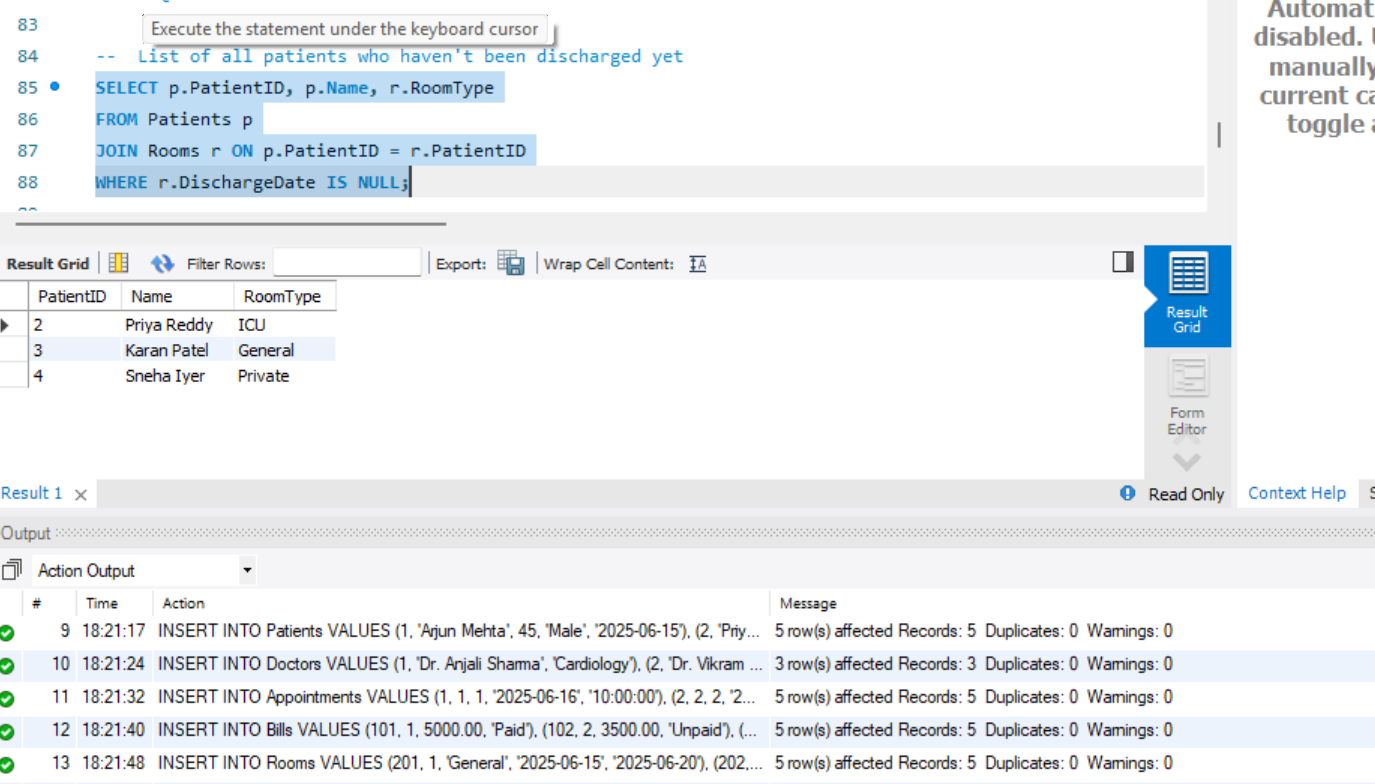 83
Execute the statement under the keyboard cursor
84 -- List of all patients who haven't been discharged yet
85 SELECT p.PatientID, p.Name, r.RoomType
86 FROM Patients p
87 JOIN Rooms r ON p.PatientID = r.PatientID
88 WHERE r.DischargeDate IS NULL;
disabled.
manually
toggle
Result Grid Filter Rows: Export: Wrap Cell Content: IA
PatientID Name RoomType
2 Priya Reddy ICU
3 Karan Patel General
4 Sneha Iyer Private
Result
Grid
Form
Editor
Result 1 Read Only Context Help
Output
Action Output
# Time Action Message
9 18:21:17 INSERT INTO Patients VALUES (1, 'Arjun Mehta', 45, 'Male', '2025-06-15'), (2, 'Priy... 5 row(s) affected Records: 5 Duplicates: 0 Warnings: 0
10 18:21:24 INSERT INTO Doctors VALUES (1, 'Dr. Anjali Sharma', 'Cardiology'), (2, 'Dr. Vikram ... 3 row(s) affected Records: 3 Duplicates: 0 Warnings: 0
11 18:21:32 INSERT INTO Appointments VALUES (1, 1, 1, '2025-06-16', '10:00:00'), (2, 2, 2, '2... 5 row(s) affected Records: 5 Duplicates: 0 Warnings: 0
12 18:21:40 INSERT INTO Bills VALUES (101, 1, 5000.00, 'Paid'), (102, 2, 3500.00, 'Unpaid'), (... 5 row(s) affected Records: 5 Duplicates: 0 Warnings: 0
13 18:21:48 INSERT INTO Rooms VALUES (201, 1, 'General', '2025-06-15', '2025-06-20'), (202,... 5 row(s) affected Records: 5 Duplicates: 0 Warnings: 0